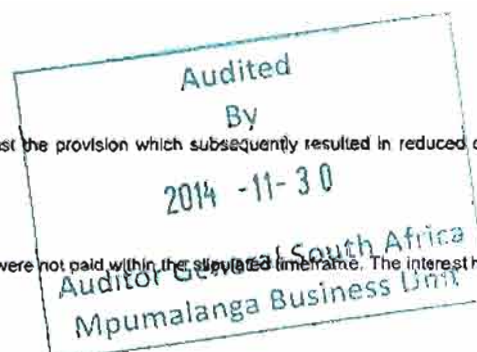 Audited
By
st the provision which subsequently resulted in reduced
2014 -11- 30
were not paid within the stipulated timeframe. The interest h
Auditor General South Africa
Mpumalanga Business Unit